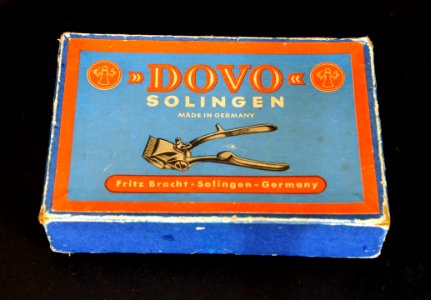 » DOVO «
SOLINGEN
MADE IN GERMANY
Fritz Bracht · Solingen - Germany